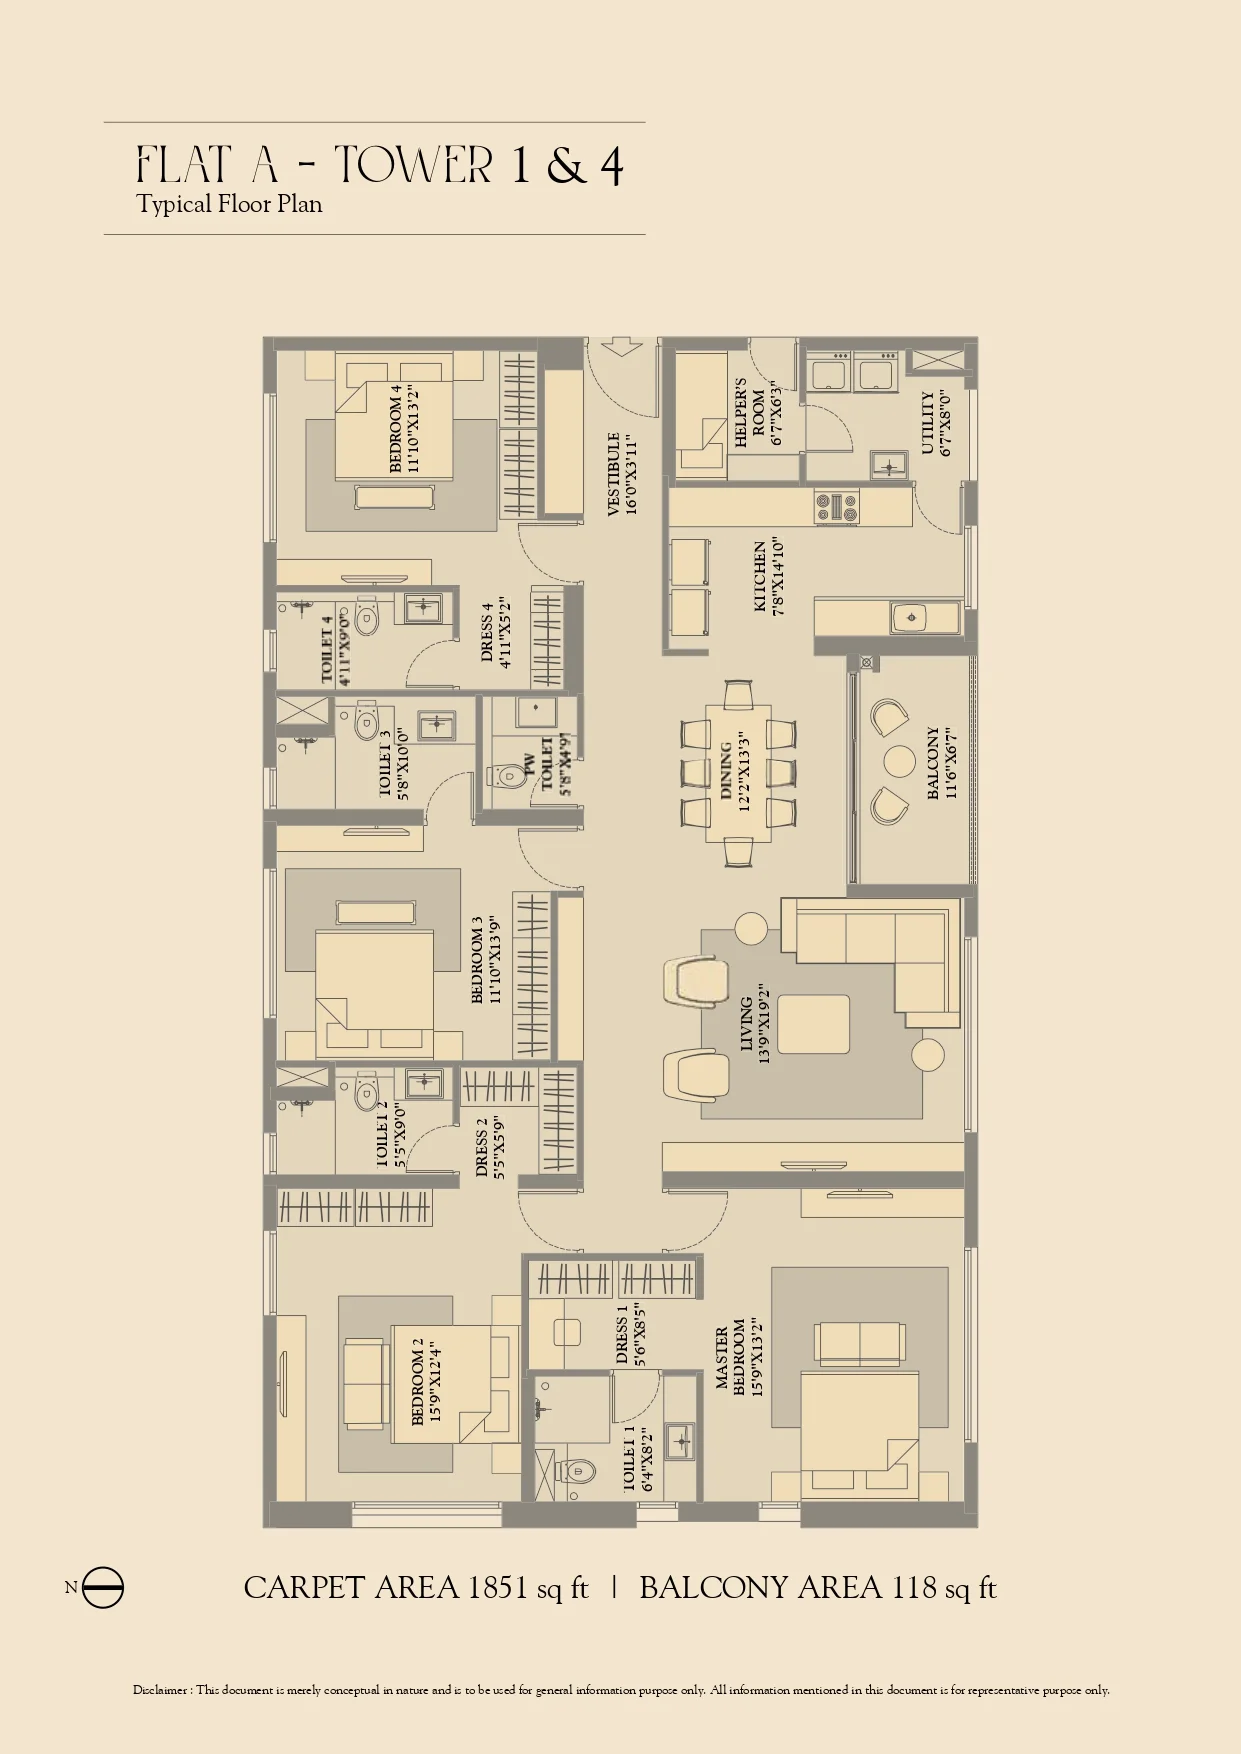 FLAT A - TOWER 1 & 4
Typical Floor Plan
BEDROOM 4
11'10"X13'2"
VESTIBULE
16'0"X3'11"
HELPER'S
ROOM
6'7"X6'3"
UTILITY
6'7"X8'0"
KITCHEN
7'8"X14'10"
TOILET 4
4'11"X9'0"
DRESS 4
4'11"X5'2"
TOILET 3
5'8"X10'0"
PW
TOILET
5'8"X4'9"
DINING
12'2"X13'3"
BALCONY
11'6"X6'7"
BEDROOM 3
11'10"X13'9"
LIVING
13'9"X19'2"
TOILET 2
5'5"X9'0"
DRESS 2
5'5"X5'9"
BEDROOM 2
15'9"X12'4"
DRESS 1
5'6"X8'5"
MASTER
BEDROOM
15'9"X13'2"
TOILET 1
6'4"X8'2"
N
CARPET AREA 1851 sq ft | BALCONY AREA 118 sq ft
Disclaimer : This document is merely conceptual in nature and is to be used for general information purpose only. All information mentioned in this document is for representative purpose only.